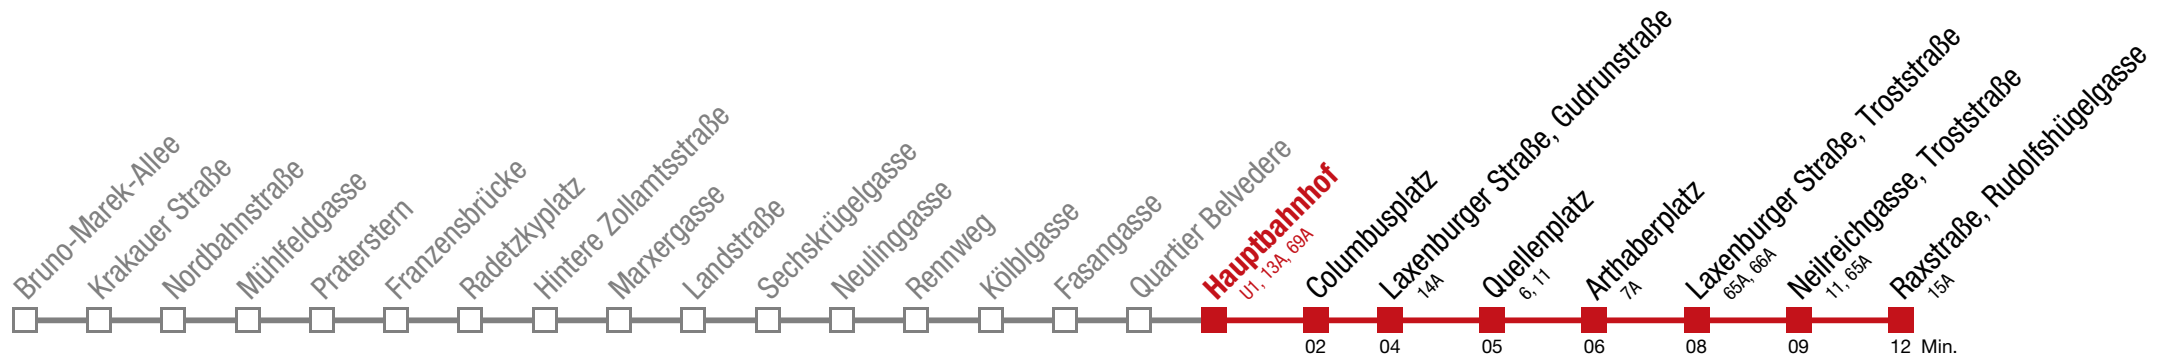 Bruno-Marek-Allee
Krakauer Straße
Nordbahnstraße
Mühlfeldgasse
Praterstern
Franzensbrücke
Radetzkyplatz
Hintere Zollamtsstraße
Marxergasse
Landstraße
Sechskrügelgasse
Neulinggasse
Rennweg
Kölblgasse
Fasangasse
Quartier Belvedere
Hauptbahnhof
U1, 13A, 69A
Columbusplatz
Laxenburger Straße, Gudrunstraße
14A
Quellenplatz
6, 11
Arthaberplatz
7A
Laxenburger Straße, Troststraße
65A, 66A
Neilreichgasse, Troststraße
11, 65A
Raxstraße, Rudolfshügelgasse
15A
02 04 05 06 08 09 12 Min.